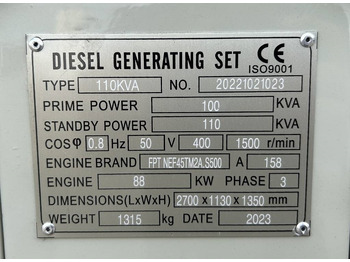 DIESEL GENERATING SET CE
ISO9001
TYPE 110KVA NO. 20221021023
PRIME POWER 100 KVA
STANDBY POWER 110 KVA
COSφ 0.8 Hz 50 V 400 1500 r/min
ENGINE BRAND FPT NEF45TM2A.S500 A 158
ENGINE 88 KW PHASE 3
DIMENSIONS(LxWxH) 2700×1130×1350 mm
WEIGHT 1315 kg DATE 2023